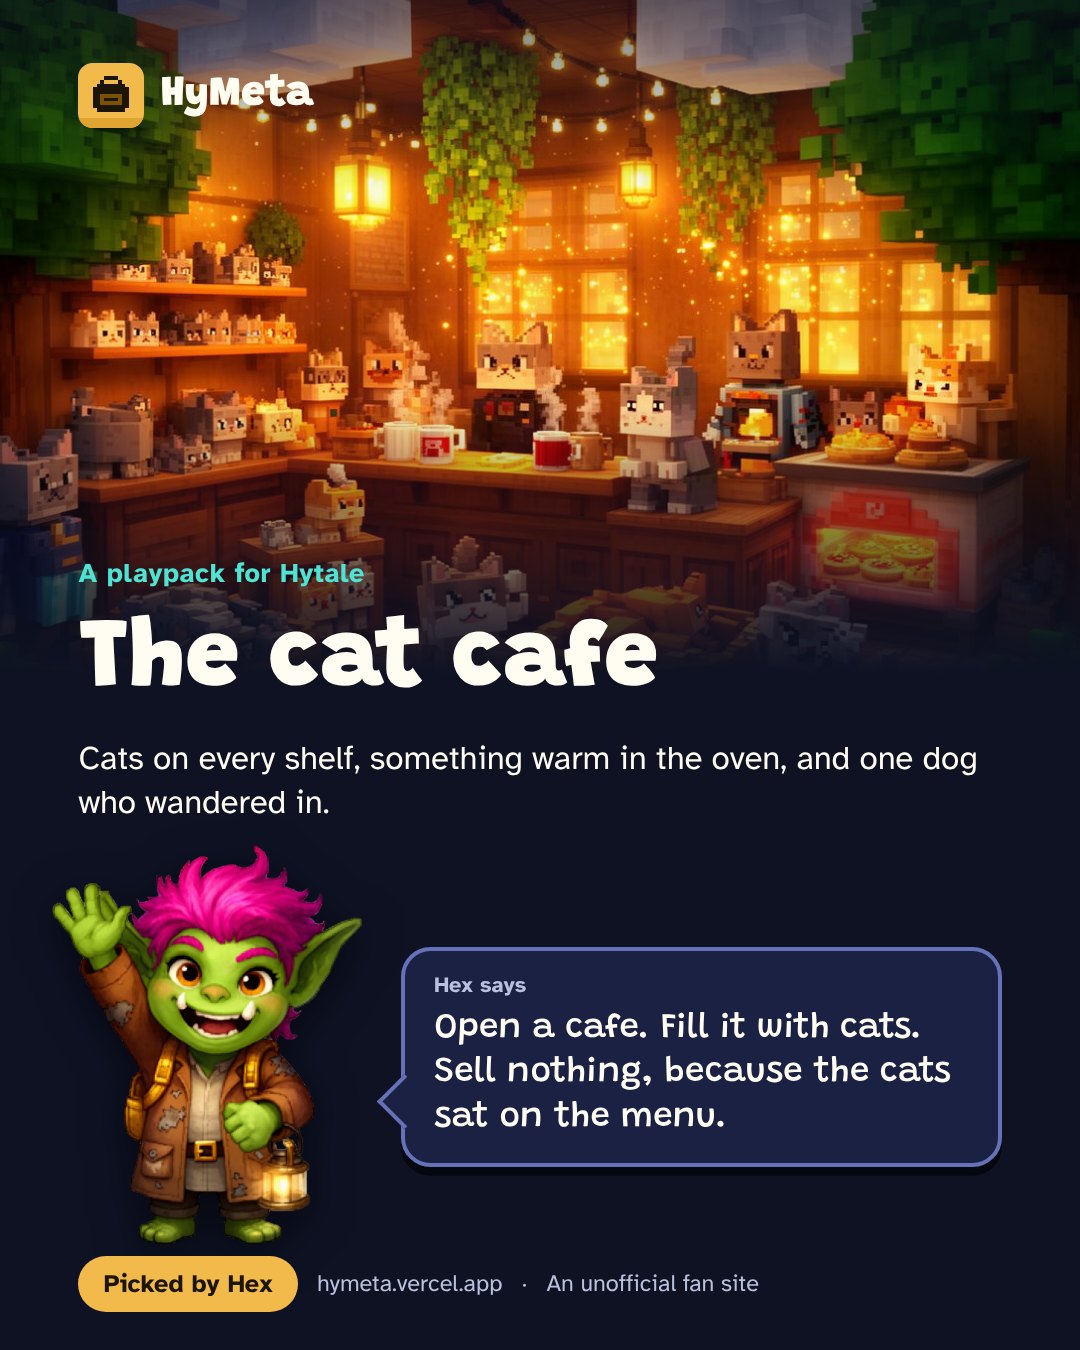 HyMeta
A playpack for Hytale
The cat cafe
Cats on every shelf, something warm in the oven, and one dog
who wandered in.
Hex says
Open a cafe. Fill it with cats.
Sell nothing, because the cats
sat on the menu.
Picked by Hex
hymeta.vercel.app · An unofficial fan site